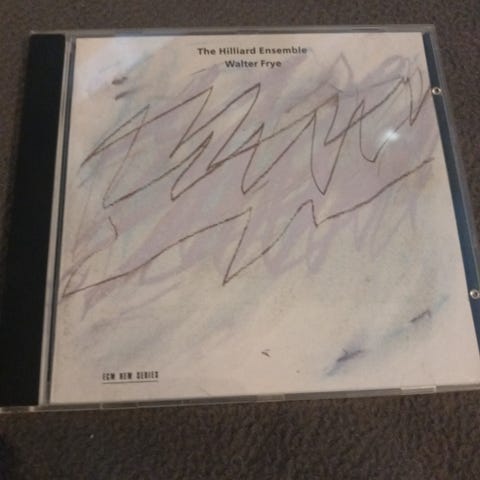 The Hilliard Ensemble
Walter Frye
ECM NEW SERIES